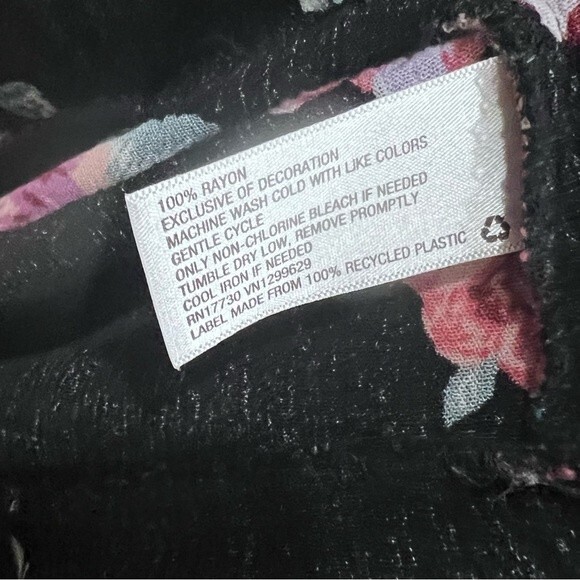 100% RAYON
EXCLUSIVE OF DECORATION
MACHINE WASH COLD WITH LIKE COLORS
GENTLE CYCLE
ONLY NON-CHLORINE BLEACH IF NEEDED
TUMBLE DRY LOW, REMOVE PROMPTLY
COOL IRON IF NEEDED
RN17730 VN1299629
LABEL MADE FROM 100% RECYCLED PLASTIC